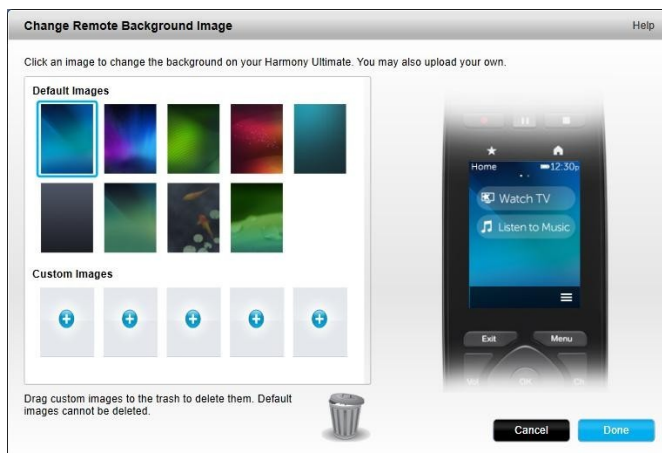 Change Remote Background Image
Help
Click an image to change the background on your Harmony Ultimate. You may also upload your own.
Default Images
Home 12:30p
Watch TV
Listen to Music
Custom Images
Exit
Menu
Vol
OK
Ch
Drag custom images to the trash to delete them. Default
images cannot be deleted.
Cancel
Done